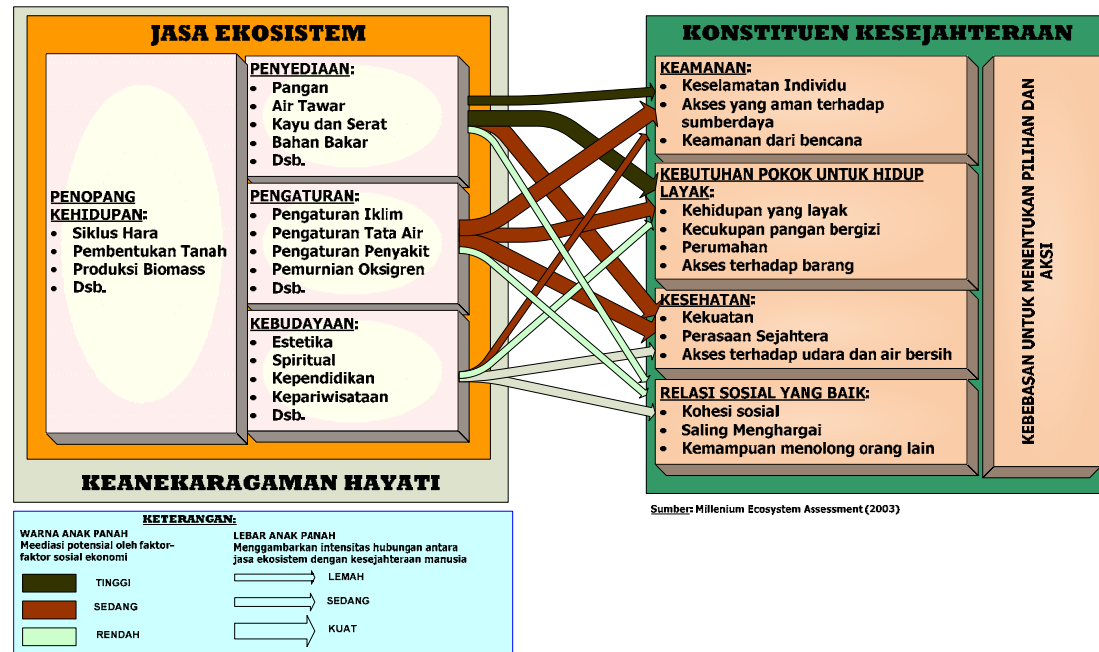 JASA EKOSISTEM
PENOPANG
KEHIDUPAN:
• Siklus Hara
• Pembentukan Tanah
• Produksi Biomass
• Dsb.
PENYEDIAAN:
• Pangan
• Air Tawar
• Kayu dan Serat
• Bahan Bakar
• Dsb.
PENGATURAN:
• Pengaturan Iklim
• Pengaturan Tata Air
• Pengaturan Penyakit
• Pemurnian Oksigren
• Dsb.
KEBUDAYAAN:
• Estetika
• Spiritual
• Kependidikan
• Kepariwisataan
• Dsb.
KEANEKARAGAMAN HAYATI
KONSTITUEN KESEJAHTERAAN
KEAMANAN:
• Keselamatan Individu
• Akses yang aman terhadap
sumberdaya
• Keamanan dari bencana
KEBUTUHAN POKOK UNTUK HIDUP
LAYAK:
• Kehidupan yang layak
• Kecukupan pangan bergizi
• Perumahan
• Akses terhadap barang
KESEHATAN:
• Kekuatan
• Perasaan Sejahtera
• Akses terhadap udara dan air bersih
RELASI SOSIAL YANG BAIK:
• Kohesi sosial
• Saling Menghargai
• Kemampuan menolong orang lain
KEBEBASAN UNTUK MENENTUKAN PILIHAN DAN
AKSI
Sumber: Millenium Ecosystem Assessment (2003)
KETERANGAN:
WARNA ANAK PANAH
Meediasi potensial oleh faktor-
faktor sosial ekonomi
TINGGI
SEDANG
RENDAH
LEBAR ANAK PANAH
Menggambarkan intensitas hubungan antara
jasa ekosistem dengan kesejahteraan manusia
LEMAH
SEDANG
KUAT